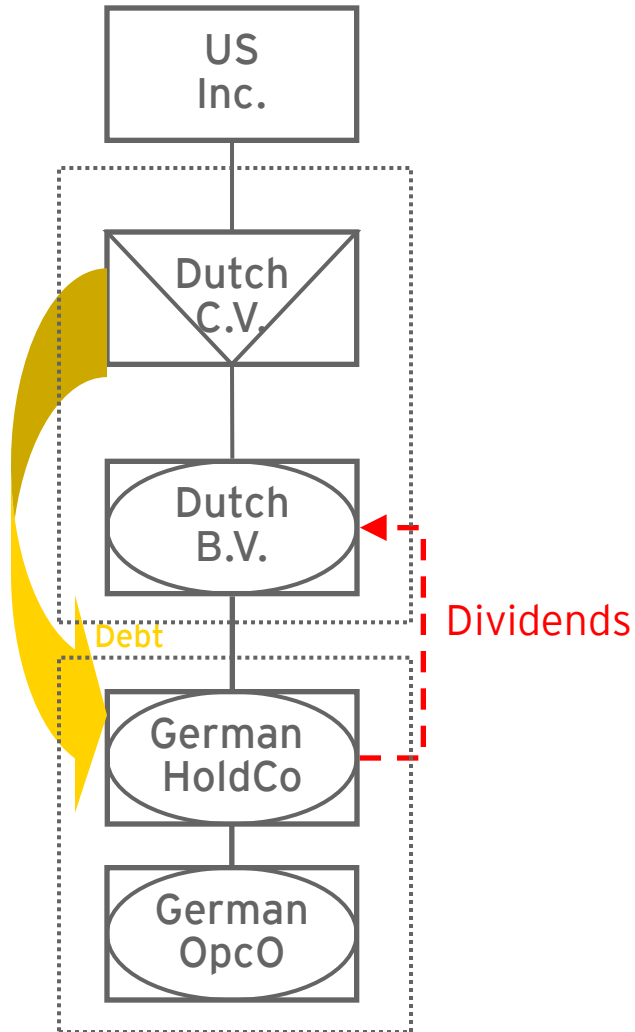 US
Inc.
Dutch
C.V.
Dutch
B.V.
Debt
Dividends
German
HoldCo
German
OpcO